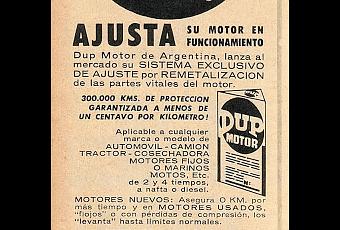 AJUSTA SU MOTOR EN
FUNCIONAMIENTO
Dup Motor de Argentina, lanza al
mercado su SISTEMA EXCLUSIVO
DE AJUSTE por REMETALIZACION
de las partes vitales del motor.
300.000 KMS. DE PROTECCION
GARANTIZADA A MENOS DE
UN CENTAVO POR KILOMETRO!
Aplicable a cualquier
marca o modelo de
AUTOMOVIL - CAMION
TRACTOR - COSECHADORA
MOTORES FIJOS
O MARINOS
MOTOS, Etc.
de 2 y 4 tiempos,
a nafta o diesel.
DUP
MOTOR
MOTORES NUEVOS: Asegura O KM. por
más tiempo y en MOTORES USADOS,
"flojos" o con pérdidas de compresión, los
"levanta" hasta límites normales.